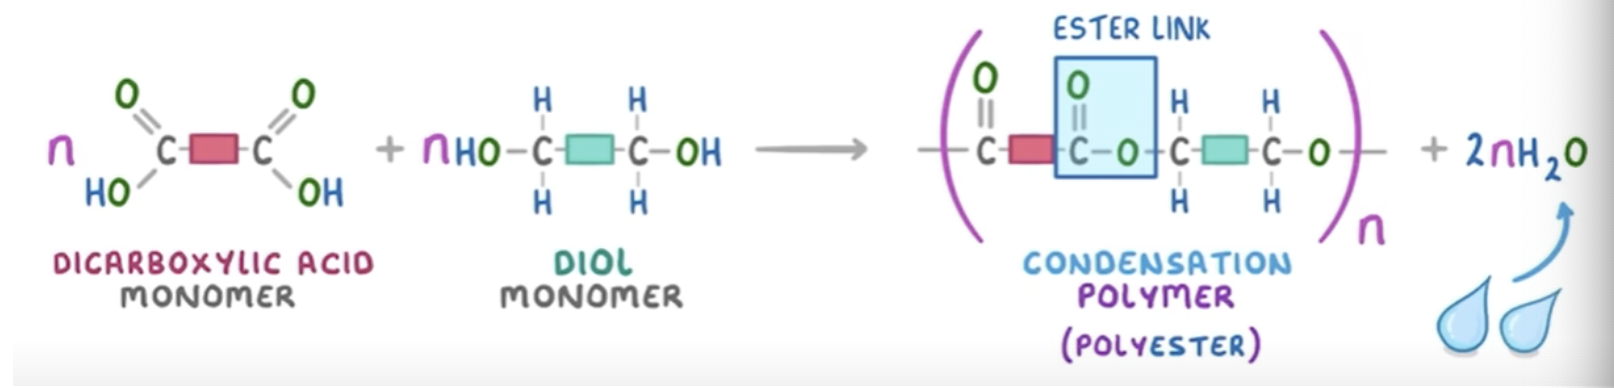 ESTER LINK
O O O O H H
H H
n C C + n HO-C C-OH C C-O-C C-O + 2nH₂O
HO OH H H H H
n
DICARBOXYLIC ACID DIOL CONDENSATION
MONOMER MONOMER POLYMER
(POLYESTER)